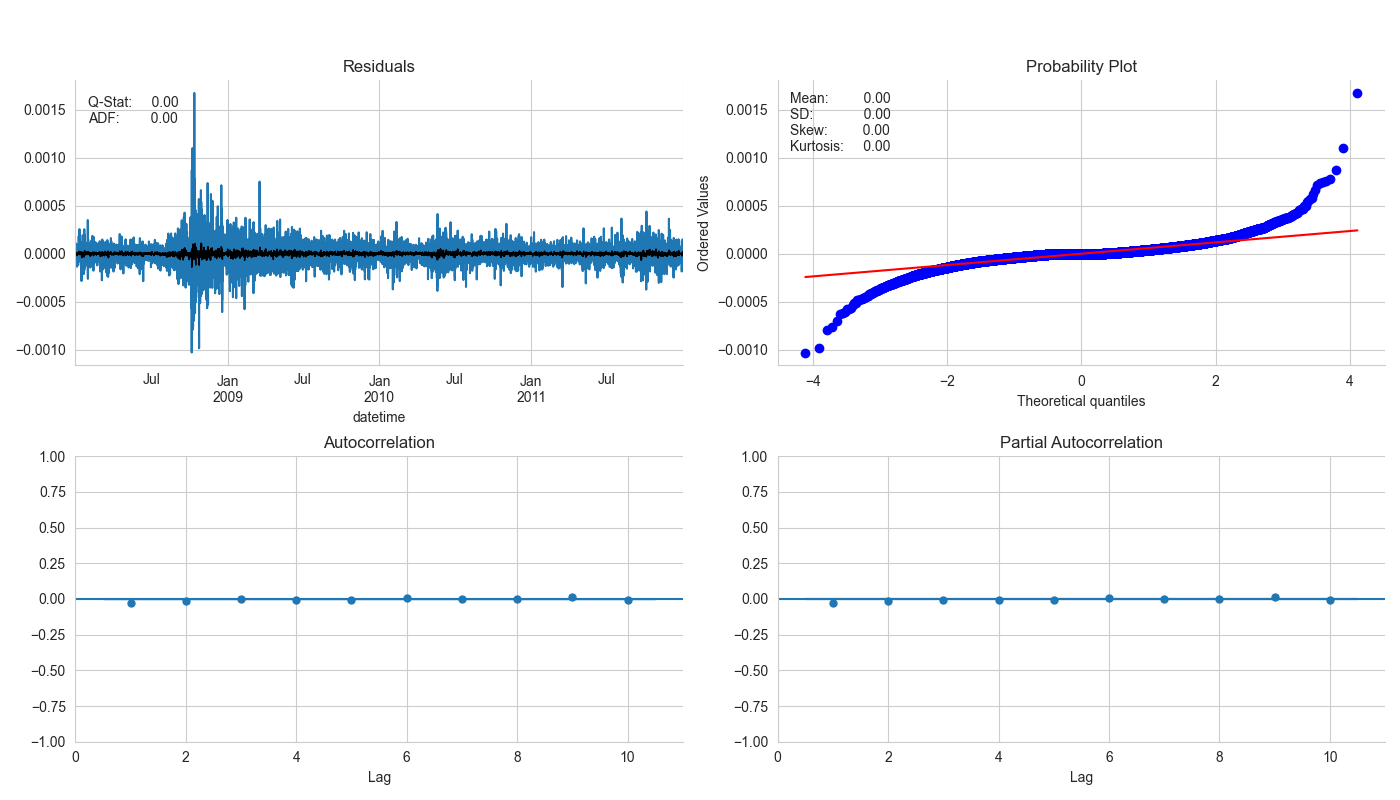 Residuals
Q-Stat: 0.00
ADF: 0.00
0.0015
0.0010
0.0005
0.0000
−0.0005
−0.0010
Jul Jan Jul Jan Jul Jan Jul
2009 2010 2011
datetime
Probability Plot
Mean: 0.00
SD: 0.00
Skew: 0.00
Kurtosis: 0.00
Ordered Values
0.0015
0.0010
0.0005
0.0000
−0.0005
−0.0010
−4 −2 0 2 4
Theoretical quantiles
Autocorrelation
1.00
0.75
0.50
0.25
0.00
−0.25
−0.50
−0.75
−1.00
0 2 4 6 8 10
Lag
Partial Autocorrelation
1.00
0.75
0.50
0.25
0.00
−0.25
−0.50
−0.75
−1.00
0 2 4 6 8 10
Lag